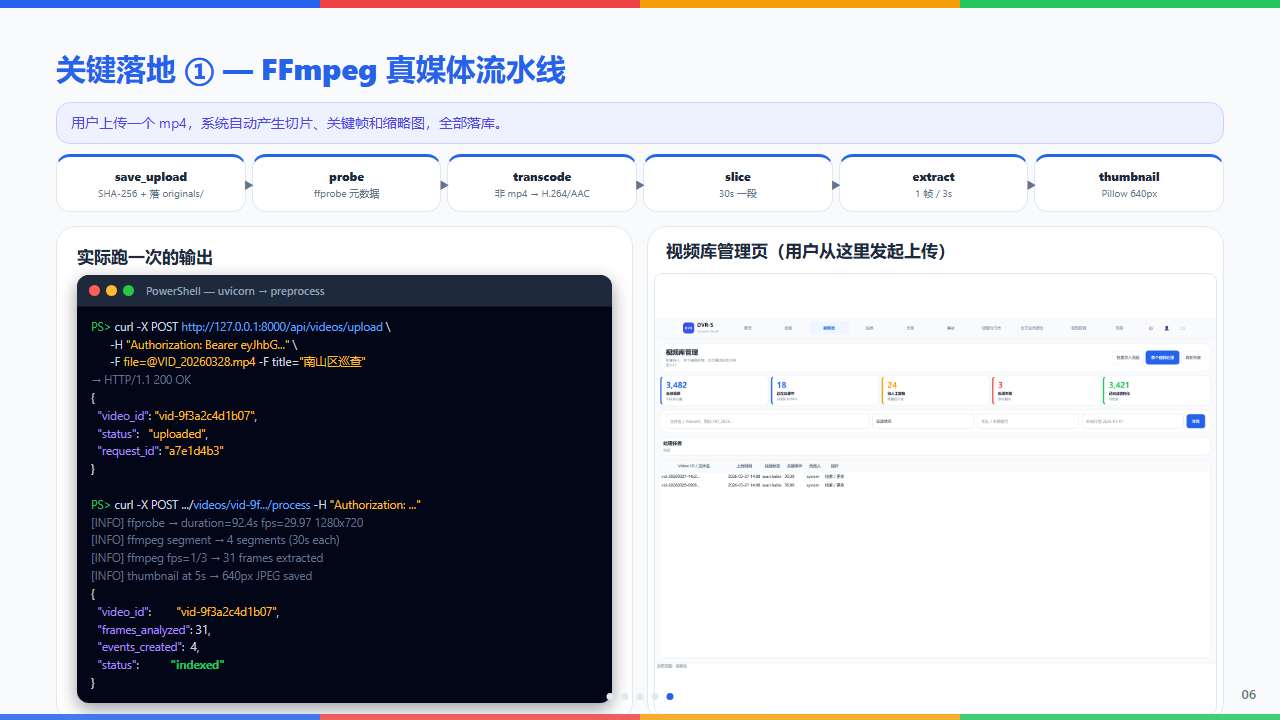 关键落地 ① — FFmpeg 真媒体流水线
用户上传一个 mp4，系统自动产生切片、关键帧和缩略图，全部落库。
save_upload
SHA-256 + 落 originals/
probe
ffprobe 元数据
transcode
非 mp4 → H.264/AAC
slice
30s 一段
extract
1 帧 / 3s
thumbnail
Pillow 640px
实际跑一次的输出
PowerShell — uvicorn → preprocess
PS> curl -X POST http://127.0.0.1:8000/api/videos/upload \
-H "Authorization: Bearer eyJhbG..." \
-F file=@VID_20260328.mp4 -F title="南山区巡查"
→ HTTP/1.1 200 OK
{
"video_id": "vid-9f3a2c4d1b07",
"status": "uploaded",
"request_id": "a7e1d4b3"
}
PS> curl -X POST .../videos/vid-9f.../process -H "Authorization: ..."
[INFO] ffprobe → duration=92.4s fps=29.97 1280x720
[INFO] ffmpeg segment → 4 segments (30s each)
[INFO] ffmpeg fps=1/3 → 31 frames extracted
[INFO] thumbnail at 5s → 640px JPEG saved
{
"video_id": "vid-9f3a2c4d1b07",
"frames_analyzed": 31,
"events_created": 4,
"status": "indexed"
}
视频库管理页（用户从这里发起上传）
DVR-S
视频库管理
3,482
18
24
3
3,421
处理任务
06